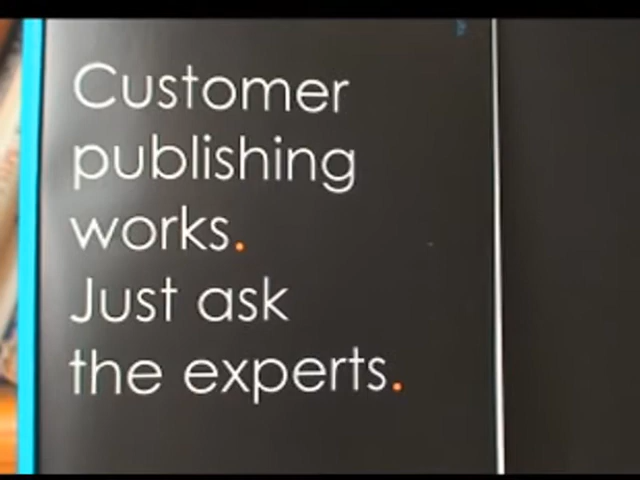 Customer
publishing
works.
Just ask
the experts.